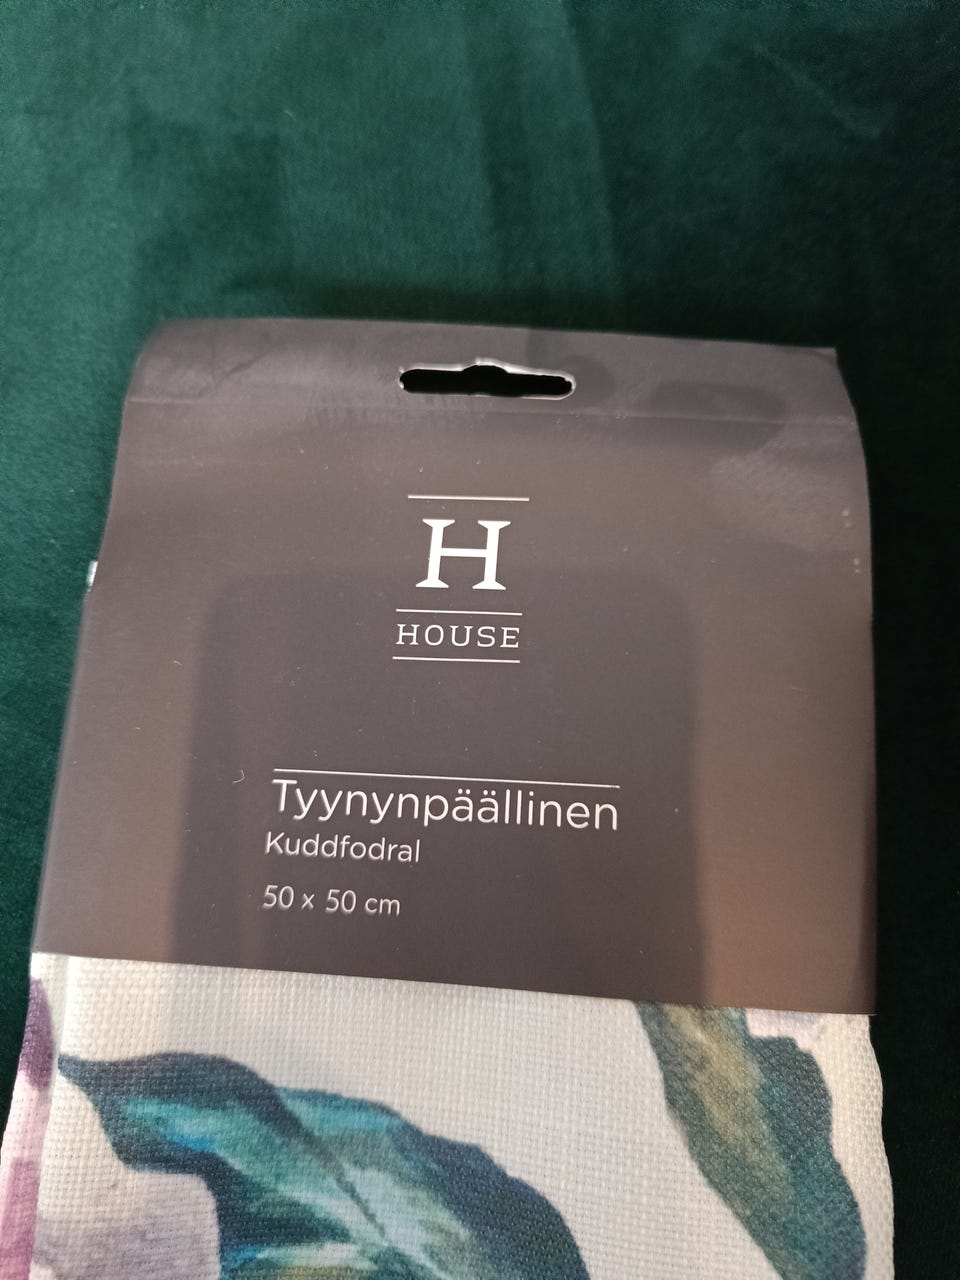 H
HOUSE
Tyynynpäällinen
Kuddfodral
50 x 50 cm